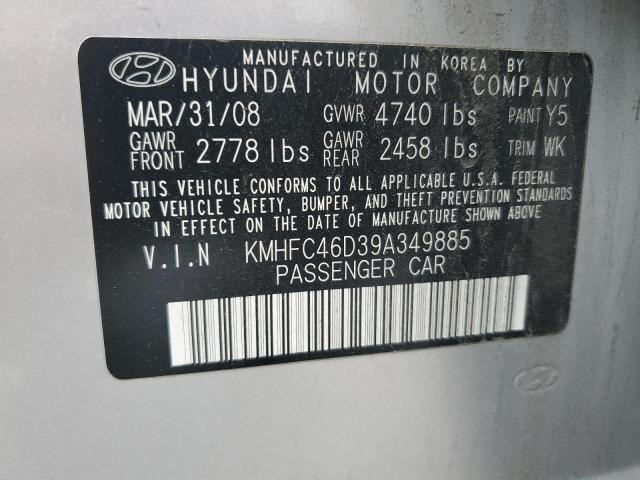 MANUFACTURED IN KOREA BY
HYUNDAI MOTOR COMPANY
MAR/31/08 GVWR 4740 lbs PAINT Y5
GAWR FRONT 2778 lbs GAWR REAR 2458 lbs TRIM WK
THIS VEHICLE CONFORMS TO ALL APPLICABLE U.S.A. FEDERAL
MOTOR VEHICLE SAFETY, BUMPER, AND THEFT PREVENTION STANDARDS
IN EFFECT ON THE DATE OF MANUFACTURE SHOWN ABOVE.
V.I.N KMHFC46D39A349885
PASSENGER CAR